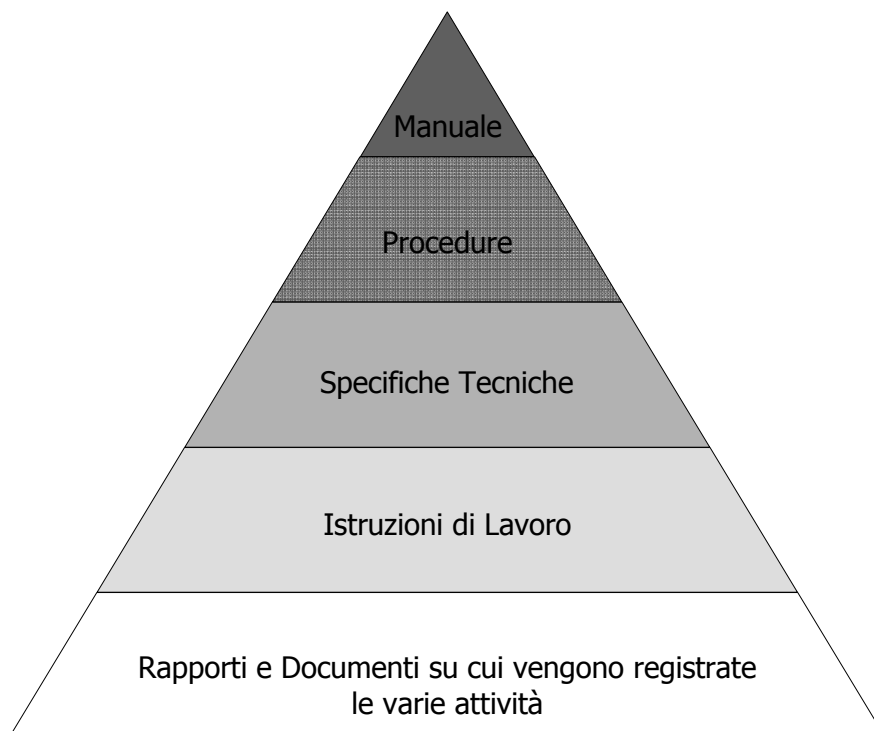 Manuale
Procedure
Specifiche Tecniche
Istruzioni di Lavoro
Rapporti e Documenti su cui vengono registrate
le varie attività